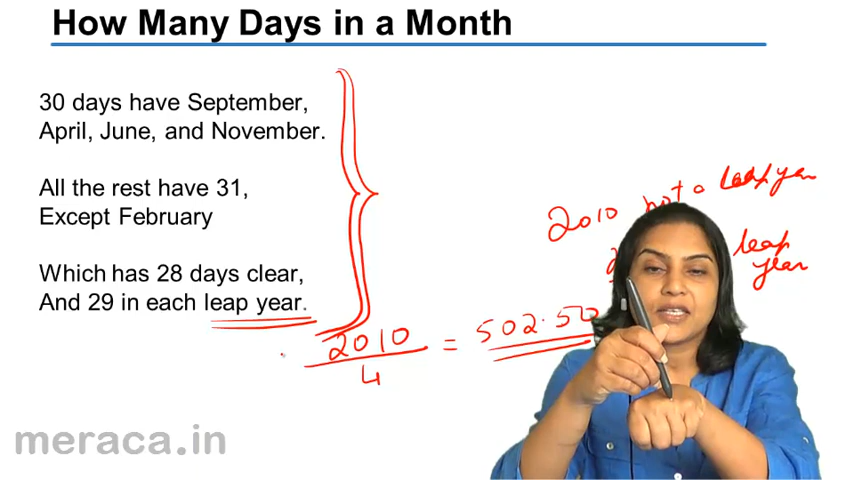 How Many Days in a Month
30 days have September,
April, June, and November.
All the rest have 31,
Except February
Which has 28 days clear,
And 29 in each leap year.
2010 not a leap year
leap
year
2010
4
= 502.50
meraca.in